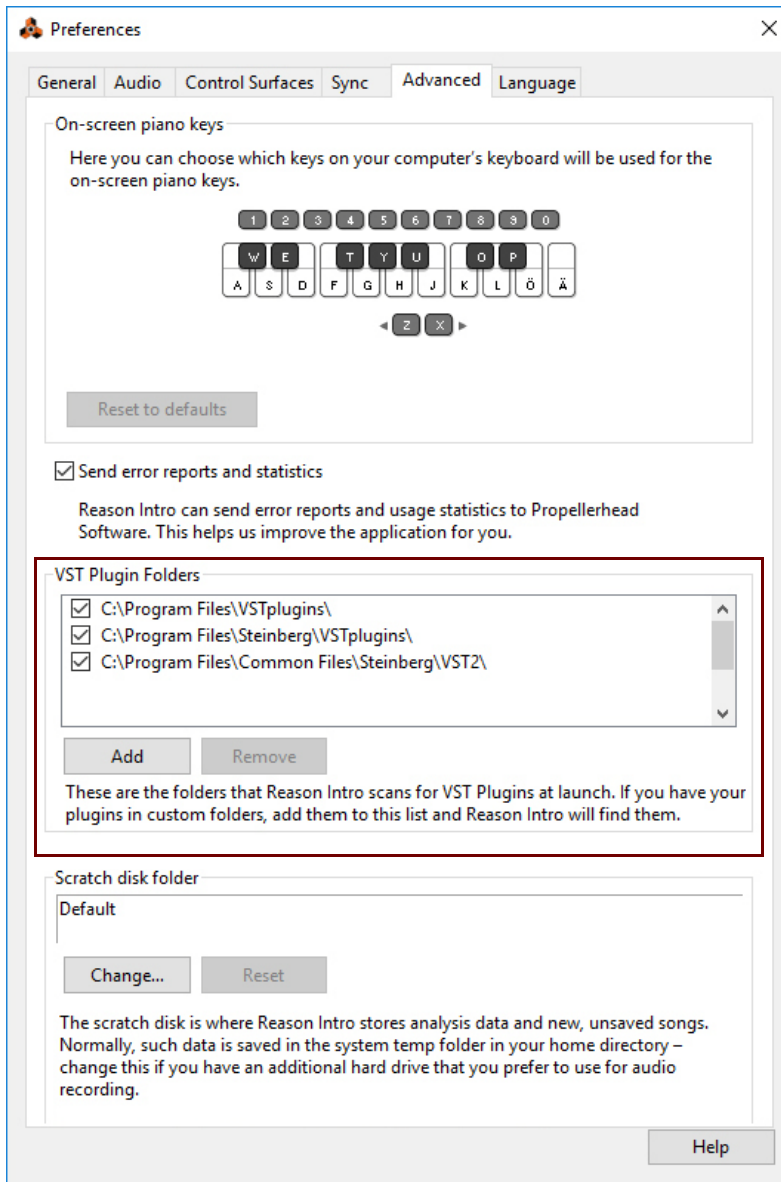 Preferences
General Audio Control Surfaces Sync Advanced Language
On-screen piano keys
Here you can choose which keys on your computer's keyboard will be used for the
on-screen piano keys.
1 2 3 4 5 6 7 8 9 0
W E T Y U O P
A S D F G H J K L Ö Ä
Z X
Reset to defaults
Send error reports and statistics
Reason Intro can send error reports and usage statistics to Propellerhead
Software. This helps us improve the application for you.
VST Plugin Folders
C:\Program Files\VSTplugins\
C:\Program Files\Steinberg\VSTplugins\
C:\Program Files\Common Files\Steinberg\VST2\
Add Remove
These are the folders that Reason Intro scans for VST Plugins at launch. If you have your
plugins in custom folders, add them to this list and Reason Intro will find them.
Scratch disk folder
Default
Change... Reset
The scratch disk is where Reason Intro stores analysis data and new, unsaved songs.
Normally, such data is saved in the system temp folder in your home directory –
change this if you have an additional hard drive that you prefer to use for audio
recording.
Help